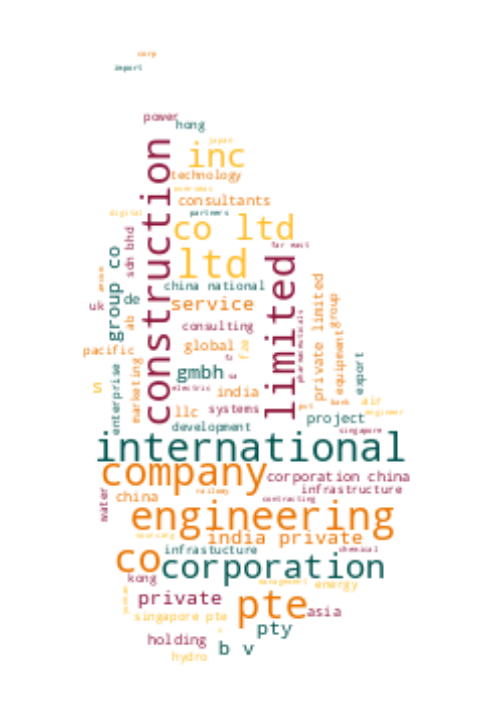 corp
import
power
hong
japan
inc
technology
overseas
consultants
digital
partners
co ltd
construction
far east
sdn bhd
ltd
limited
group co
china national
de
service
uk
ab
consulting
pharmaceuticals
private limited
group
equipment
pacific
global
export
gmbh
s
enterprise
marketing
electric
india
air
bank
llc
systems
engineer
project
development
singapore
international
company
corporation china
water
china
railway
infrastructure
contracting
engineering
india private
sourcing
infrastucture
chemical
co
corporation
kong
management
energy
private
pte
asia
singapore pte
pty
holding
b v
hydro